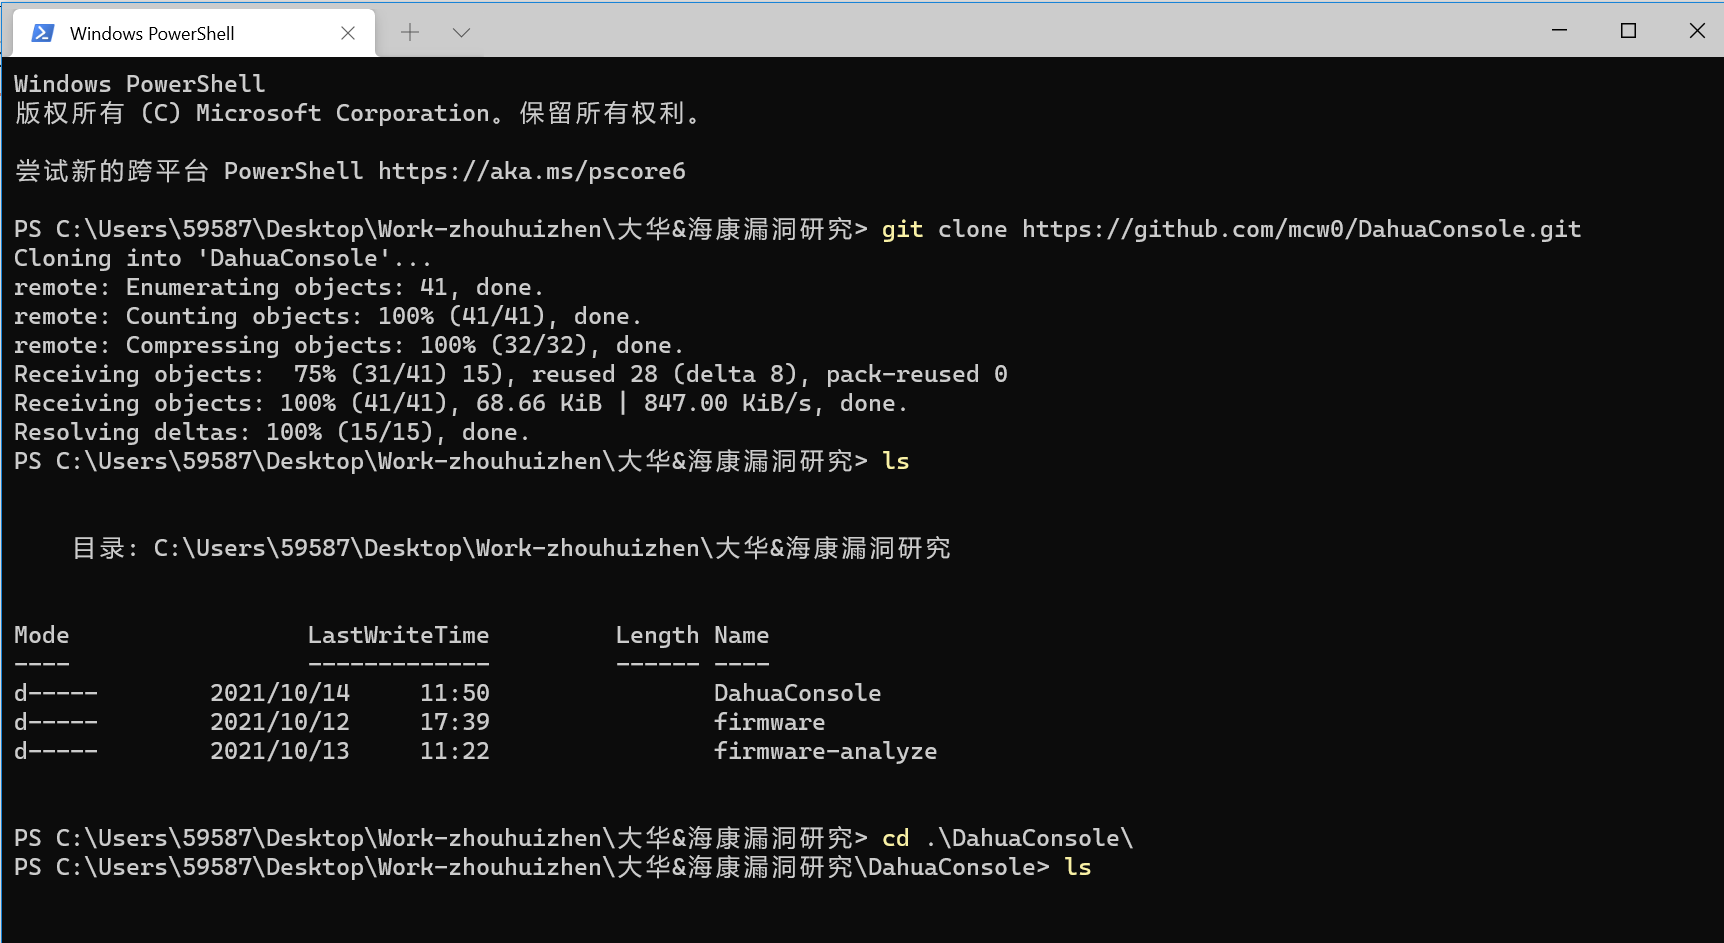 Windows PowerShell
Windows PowerShell
版权所有 (C) Microsoft Corporation。保留所有权利。
尝试新的跨平台 PowerShell https://aka.ms/pscore6
PS C:\Users\59587\Desktop\Work-zhouhuizhen\大华&海康漏洞研究> git clone https://github.com/mcw0/DahuaConsole.git
Cloning into 'DahuaConsole'...
remote: Enumerating objects: 41, done.
remote: Counting objects: 100% (41/41), done.
remote: Compressing objects: 100% (32/32), done.
Receiving objects:  75% (31/41) 15), reused 28 (delta 8), pack-reused 0
Receiving objects: 100% (41/41), 68.66 KiB | 847.00 KiB/s, done.
Resolving deltas: 100% (15/15), done.
PS C:\Users\59587\Desktop\Work-zhouhuizhen\大华&海康漏洞研究> ls
目录: C:\Users\59587\Desktop\Work-zhouhuizhen\大华&海康漏洞研究
Mode                 LastWriteTime         Length Name
----                 -------------         ------ ----
d-----        2021/10/14     11:50                DahuaConsole
d-----        2021/10/12     17:39                firmware
d-----        2021/10/13     11:22                firmware-analyze
PS C:\Users\59587\Desktop\Work-zhouhuizhen\大华&海康漏洞研究> cd .\DahuaConsole\
PS C:\Users\59587\Desktop\Work-zhouhuizhen\大华&海康漏洞研究\DahuaConsole> ls